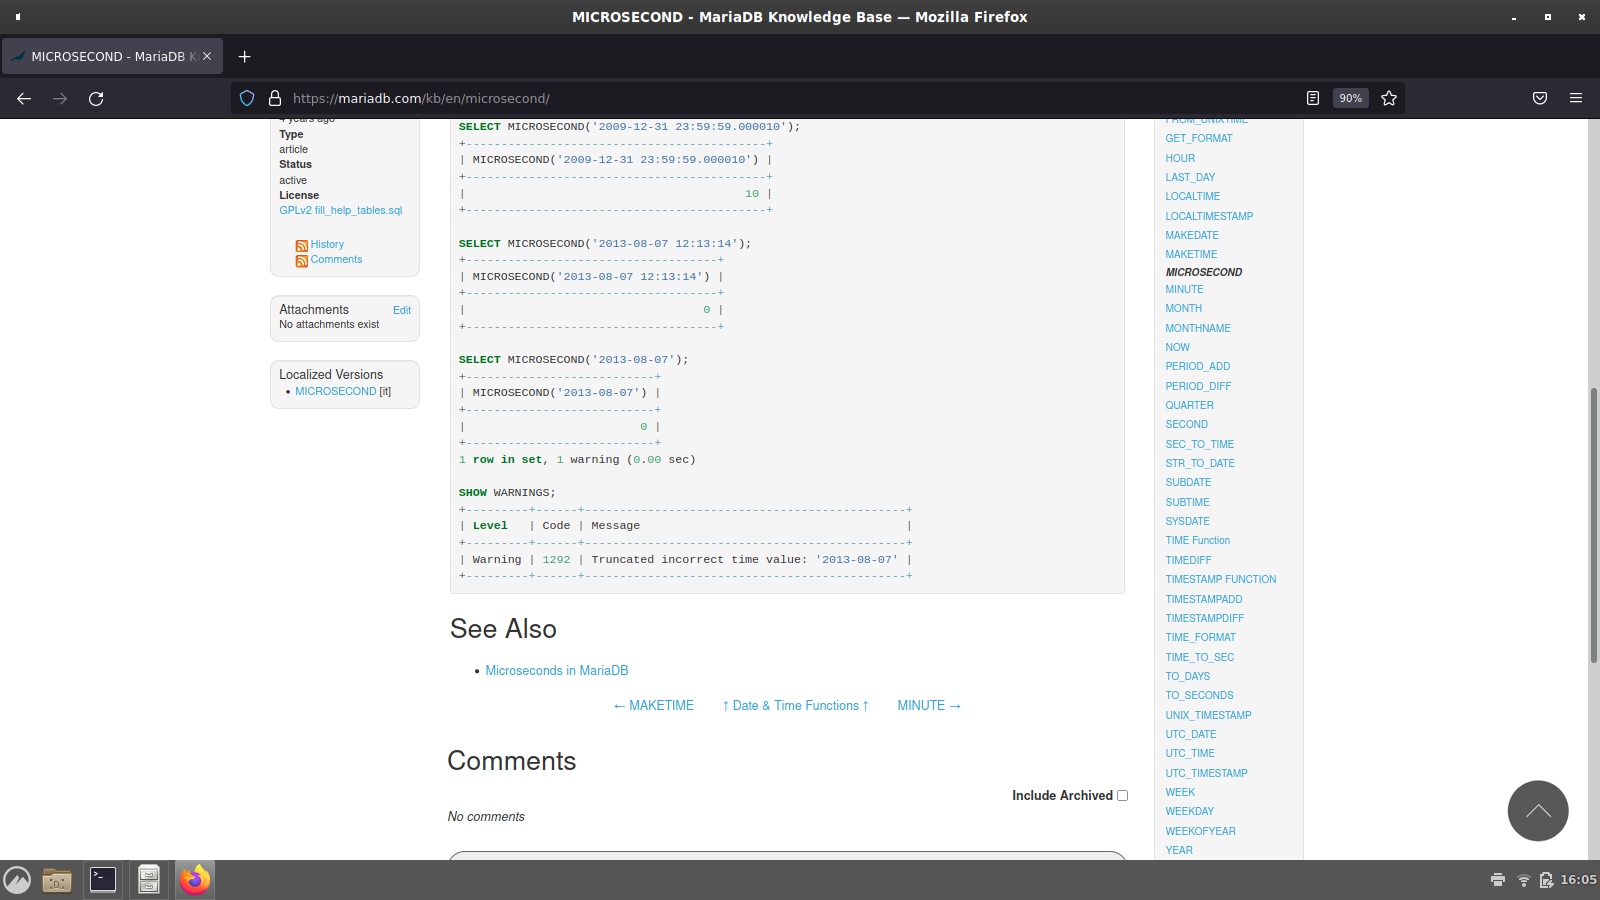 MICROSECOND - MariaDB Knowledge Base — Mozilla Firefox
MICROSECOND - MariaDB K
https://mariadb.com/kb/en/microsecond/
90%
4 years ago
Type
article
Status
active
License
GPLv2 fill_help_tables.sql
History
Comments
Attachments Edit
No attachments exist
Localized Versions
• MICROSECOND [it]
SELECT MICROSECOND('2009-12-31 23:59:59.000010');
+-------------------------------------------+
| MICROSECOND('2009-12-31 23:59:59.000010') |
+-------------------------------------------+
|                                        10 |
+-------------------------------------------+
SELECT MICROSECOND('2013-08-07 12:13:14');
+------------------------------------+
| MICROSECOND('2013-08-07 12:13:14') |
+------------------------------------+
|                                  0 |
+------------------------------------+
SELECT MICROSECOND('2013-08-07');
+---------------------------+
| MICROSECOND('2013-08-07') |
+---------------------------+
|                         0 |
+---------------------------+
1 row in set, 1 warning (0.00 sec)
SHOW WARNINGS;
+---------+------+----------------------------------------------+
| Level   | Code | Message                                      |
+---------+------+----------------------------------------------+
| Warning | 1292 | Truncated incorrect time value: '2013-08-07' |
+---------+------+----------------------------------------------+
See Also
• Microseconds in MariaDB
← MAKETIME ↑ Date & Time Functions ↑ MINUTE →
Comments
Include Archived
No comments
FROM_UNIXTIME
GET_FORMAT
HOUR
LAST_DAY
LOCALTIME
LOCALTIMESTAMP
MAKEDATE
MAKETIME
MICROSECOND
MINUTE
MONTH
MONTHNAME
NOW
PERIOD_ADD
PERIOD_DIFF
QUARTER
SECOND
SEC_TO_TIME
STR_TO_DATE
SUBDATE
SUBTIME
SYSDATE
TIME Function
TIMEDIFF
TIMESTAMP FUNCTION
TIMESTAMPADD
TIMESTAMPDIFF
TIME_FORMAT
TIME_TO_SEC
TO_DAYS
TO_SECONDS
UNIX_TIMESTAMP
UTC_DATE
UTC_TIME
UTC_TIMESTAMP
WEEK
WEEKDAY
WEEKOFYEAR
YEAR
16:05